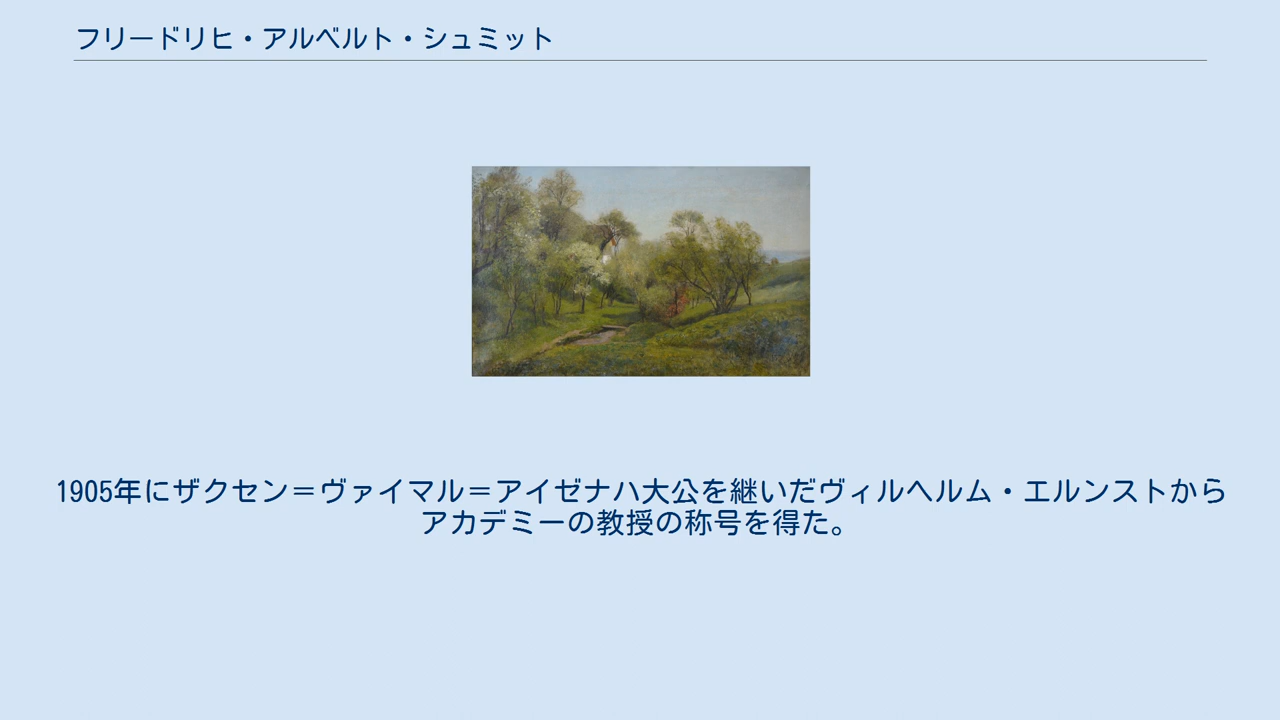 フリードリヒ・アルベルト・シュミット
1905年にザクセン＝ヴァイマル＝アイゼナハ大公を継いだヴィルヘルム・エルンストから
アカデミーの教授の称号を得た。